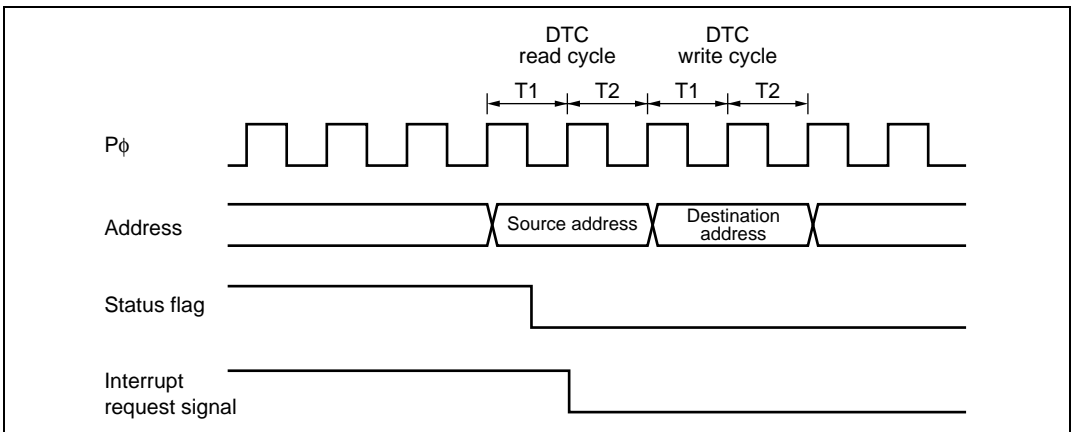 DTC
read cycle
DTC
write cycle
T1
T2
T1
T2
Pϕ
Address
Source address
Destination
address
Status flag
Interrupt
request signal